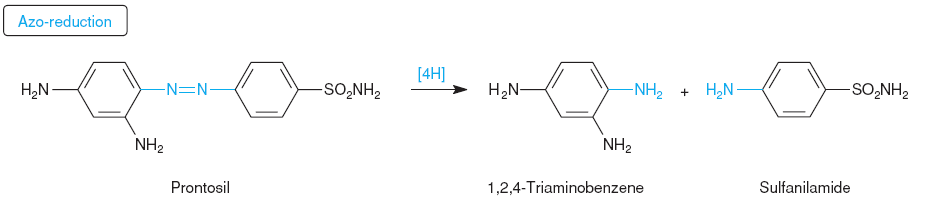 Azo-reduction
H₂N
N=N
SO₂NH₂
NH₂
[4H]
H₂N
NH₂
NH₂
+
H₂N
SO₂NH₂
Prontosil
1,2,4-Triaminobenzene
Sulfanilamide